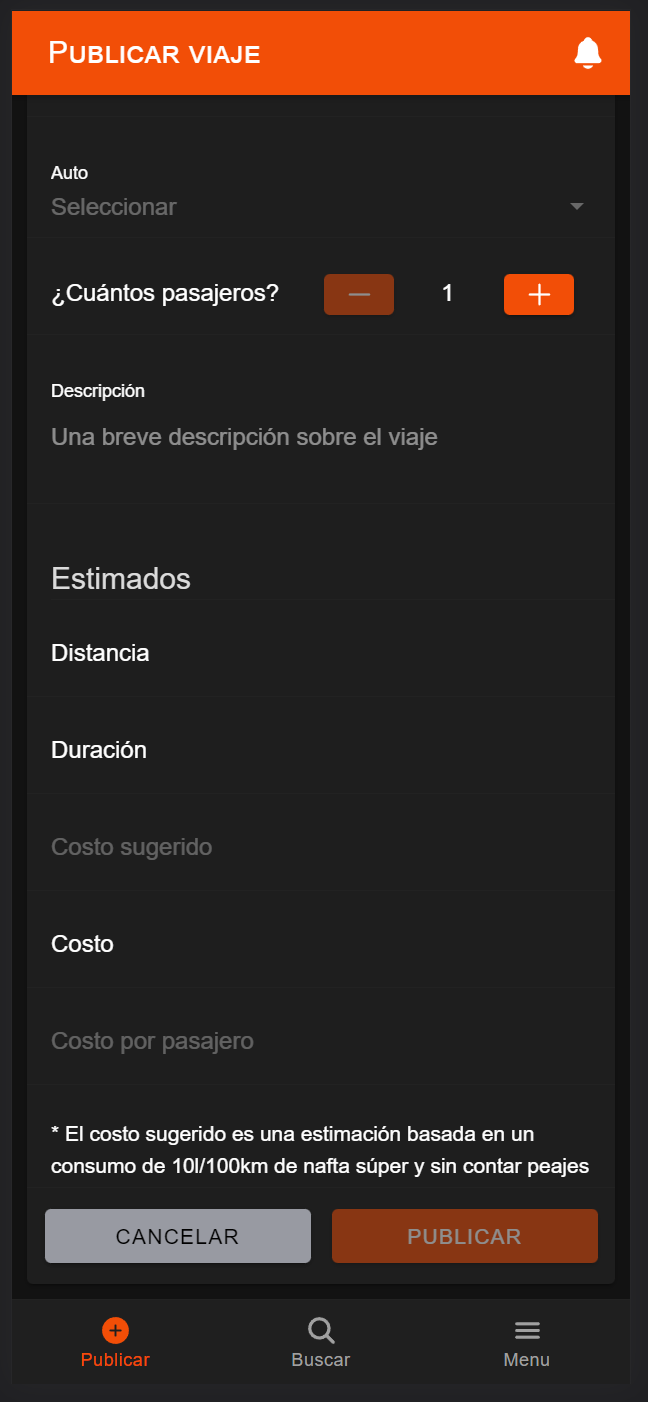 Publicar viaje
Auto
Seleccionar
¿Cuántos pasajeros?
1
Descripción
Una breve descripción sobre el viaje
Estimados
Distancia
Duración
Costo sugerido
Costo
Costo por pasajero
* El costo sugerido es una estimación basada en un
consumo de 10l/100km de nafta súper y sin contar peajes
CANCELAR
PUBLICAR
Publicar
Buscar
Menu